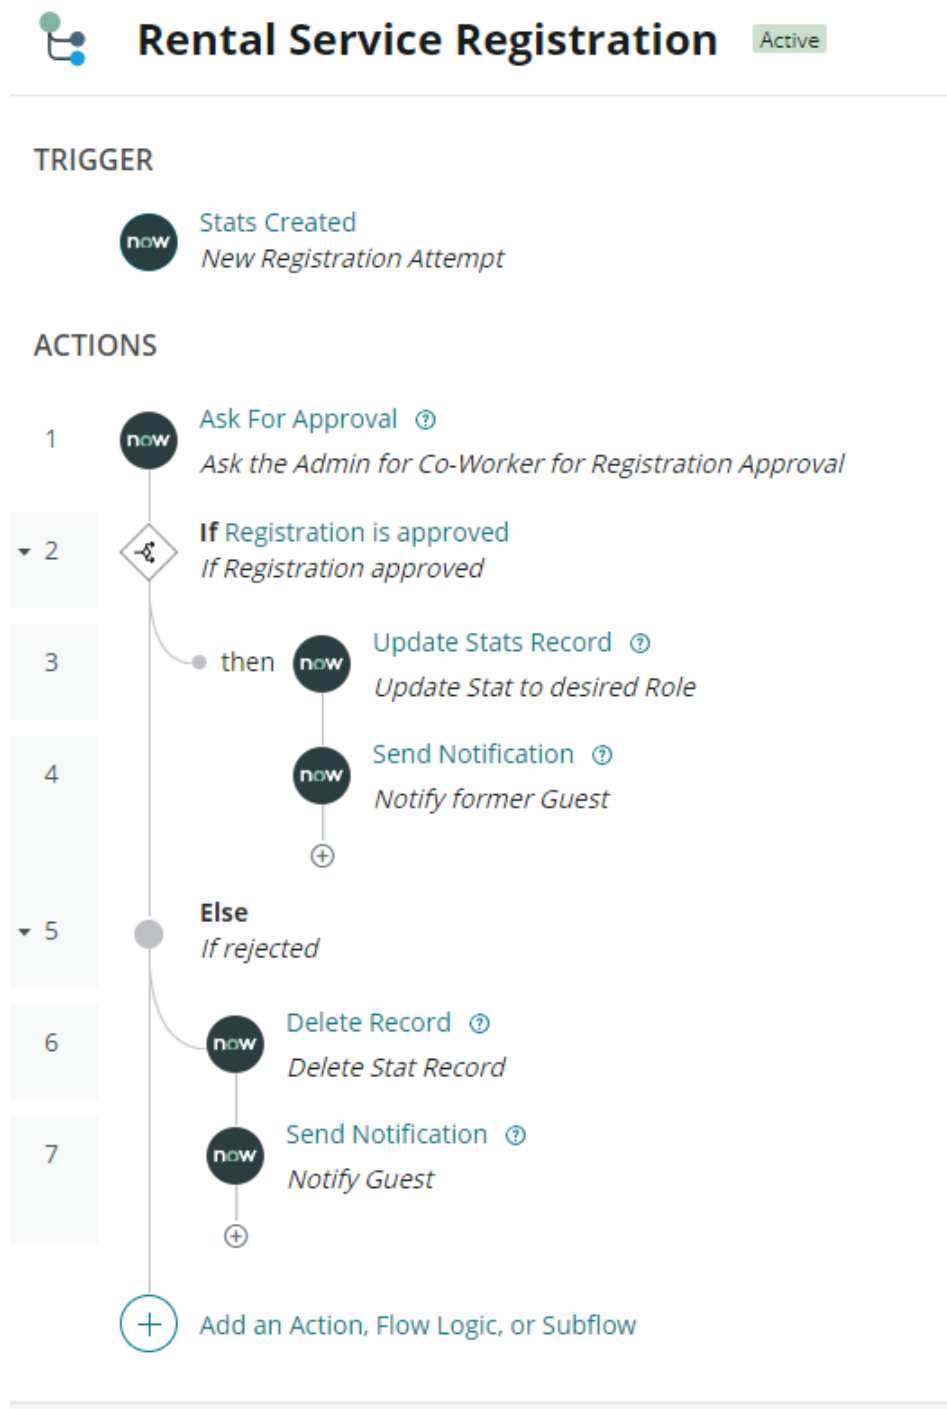 Rental Service Registration Active
TRIGGER
now Stats Created
New Registration Attempt
ACTIONS
1 now Ask For Approval ?
Ask the Admin for Co-Worker for Registration Approval
2 If Registration is approved
If Registration approved
3 then now Update Stats Record ?
Update Stat to desired Role
4 now Send Notification ?
Notify former Guest
5 Else
If rejected
6 now Delete Record ?
Delete Stat Record
7 now Send Notification ?
Notify Guest
Add an Action, Flow Logic, or Subflow